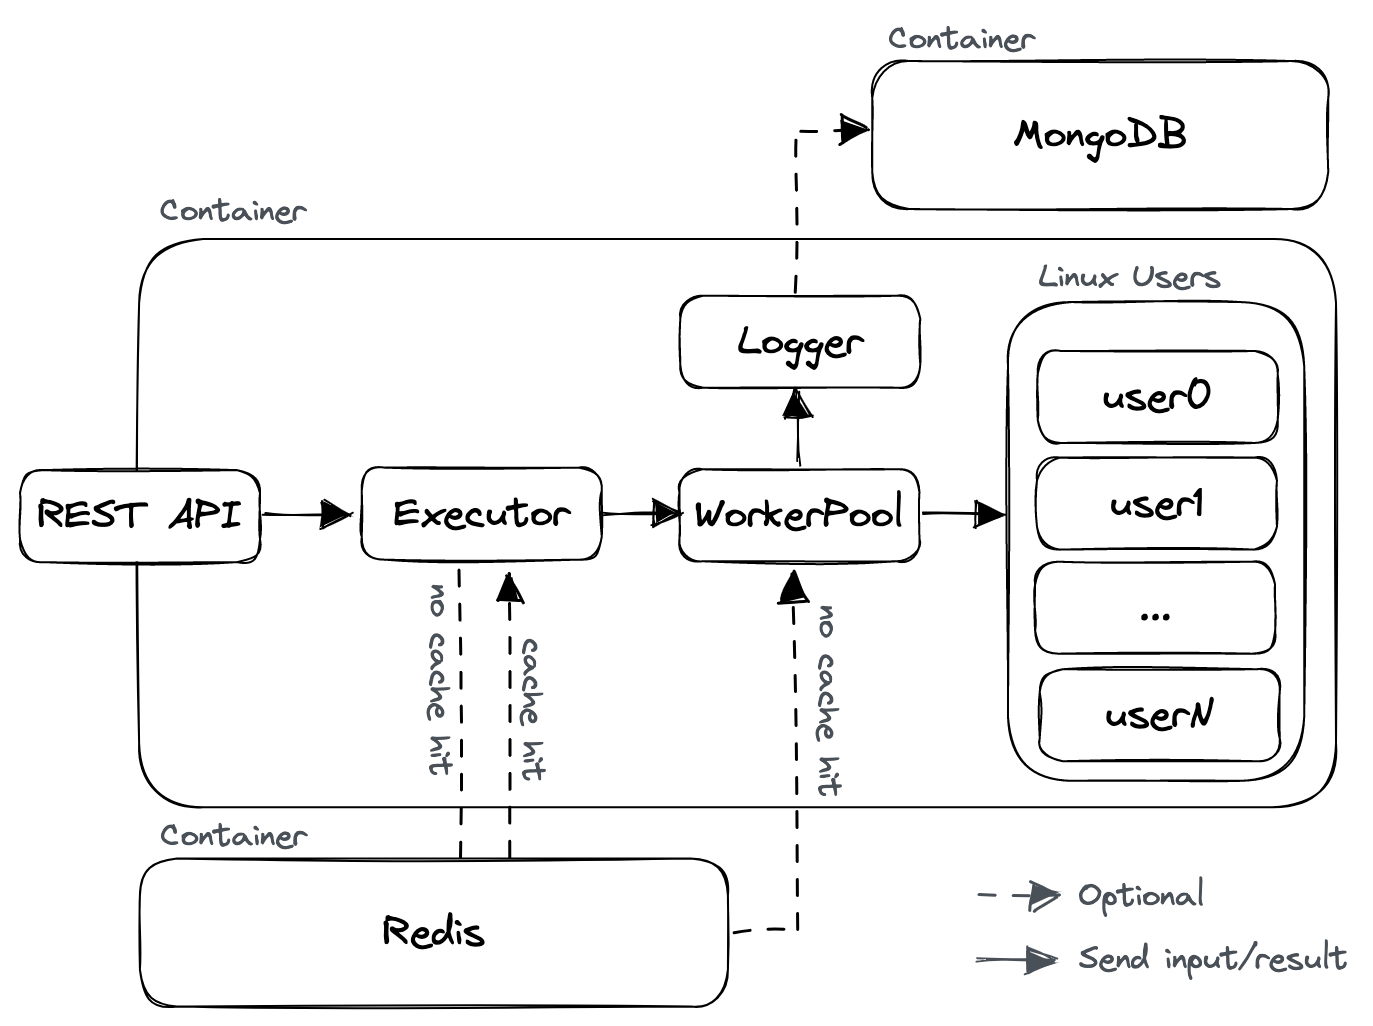 Container
MongoDB
Container
Linux Users
Logger
user0
REST API
Executor
WorkerPool
user1
no cache hit
cache hit
no cache hit
...
userN
Container
Redis
Optional
Send input/result